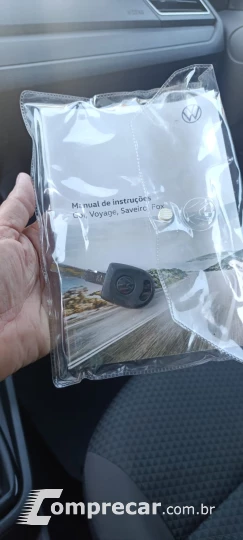 Manual de instruções
Gol, Voyage, Saveiro, Fox
Comprecar.com.br